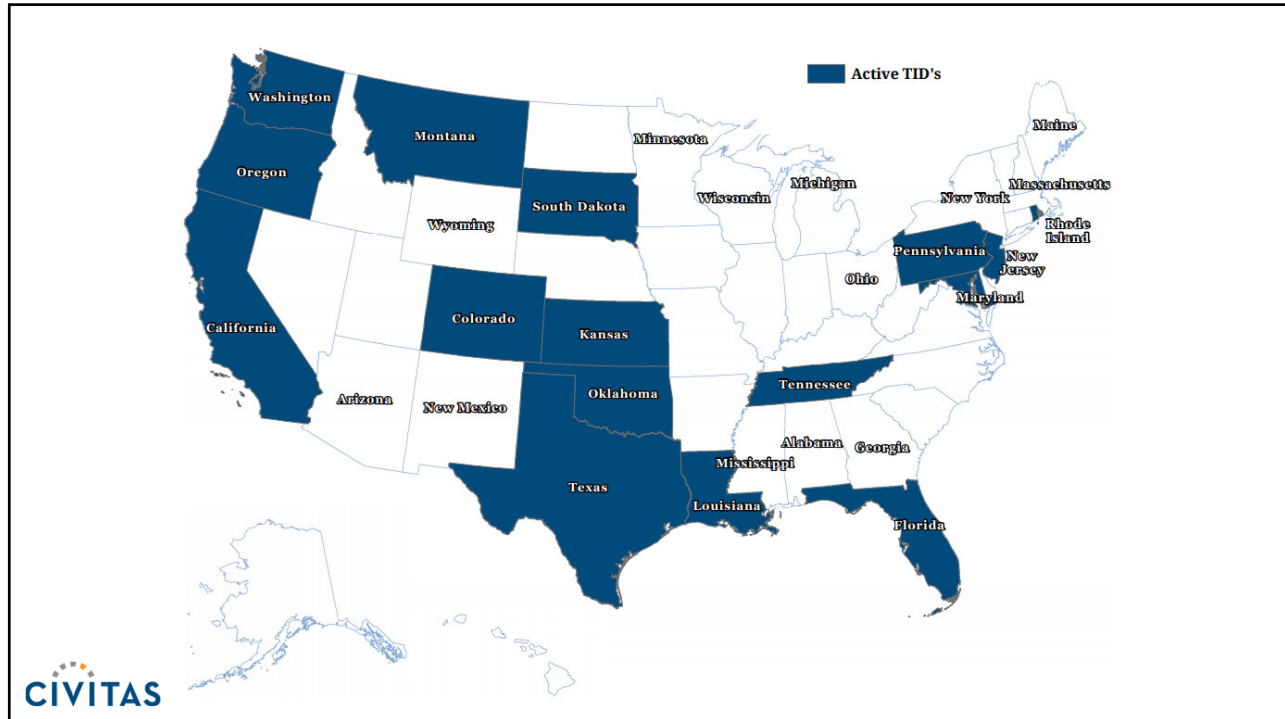 Active TID's
Washington
Montana
Minnesota
Maine
Oregon
Wisconsin
Michigan
Massachusetts
New York
South Dakota
Wyoming
Rhode
Island
Pennsylvania
New
Jersey
Ohio
Maryland
California
Colorado
Kansas
Tennessee
Arizona
New Mexico
Oklahoma
Alabama
Georgia
Mississippi
Texas
Louisiana
Florida
CIVITAS